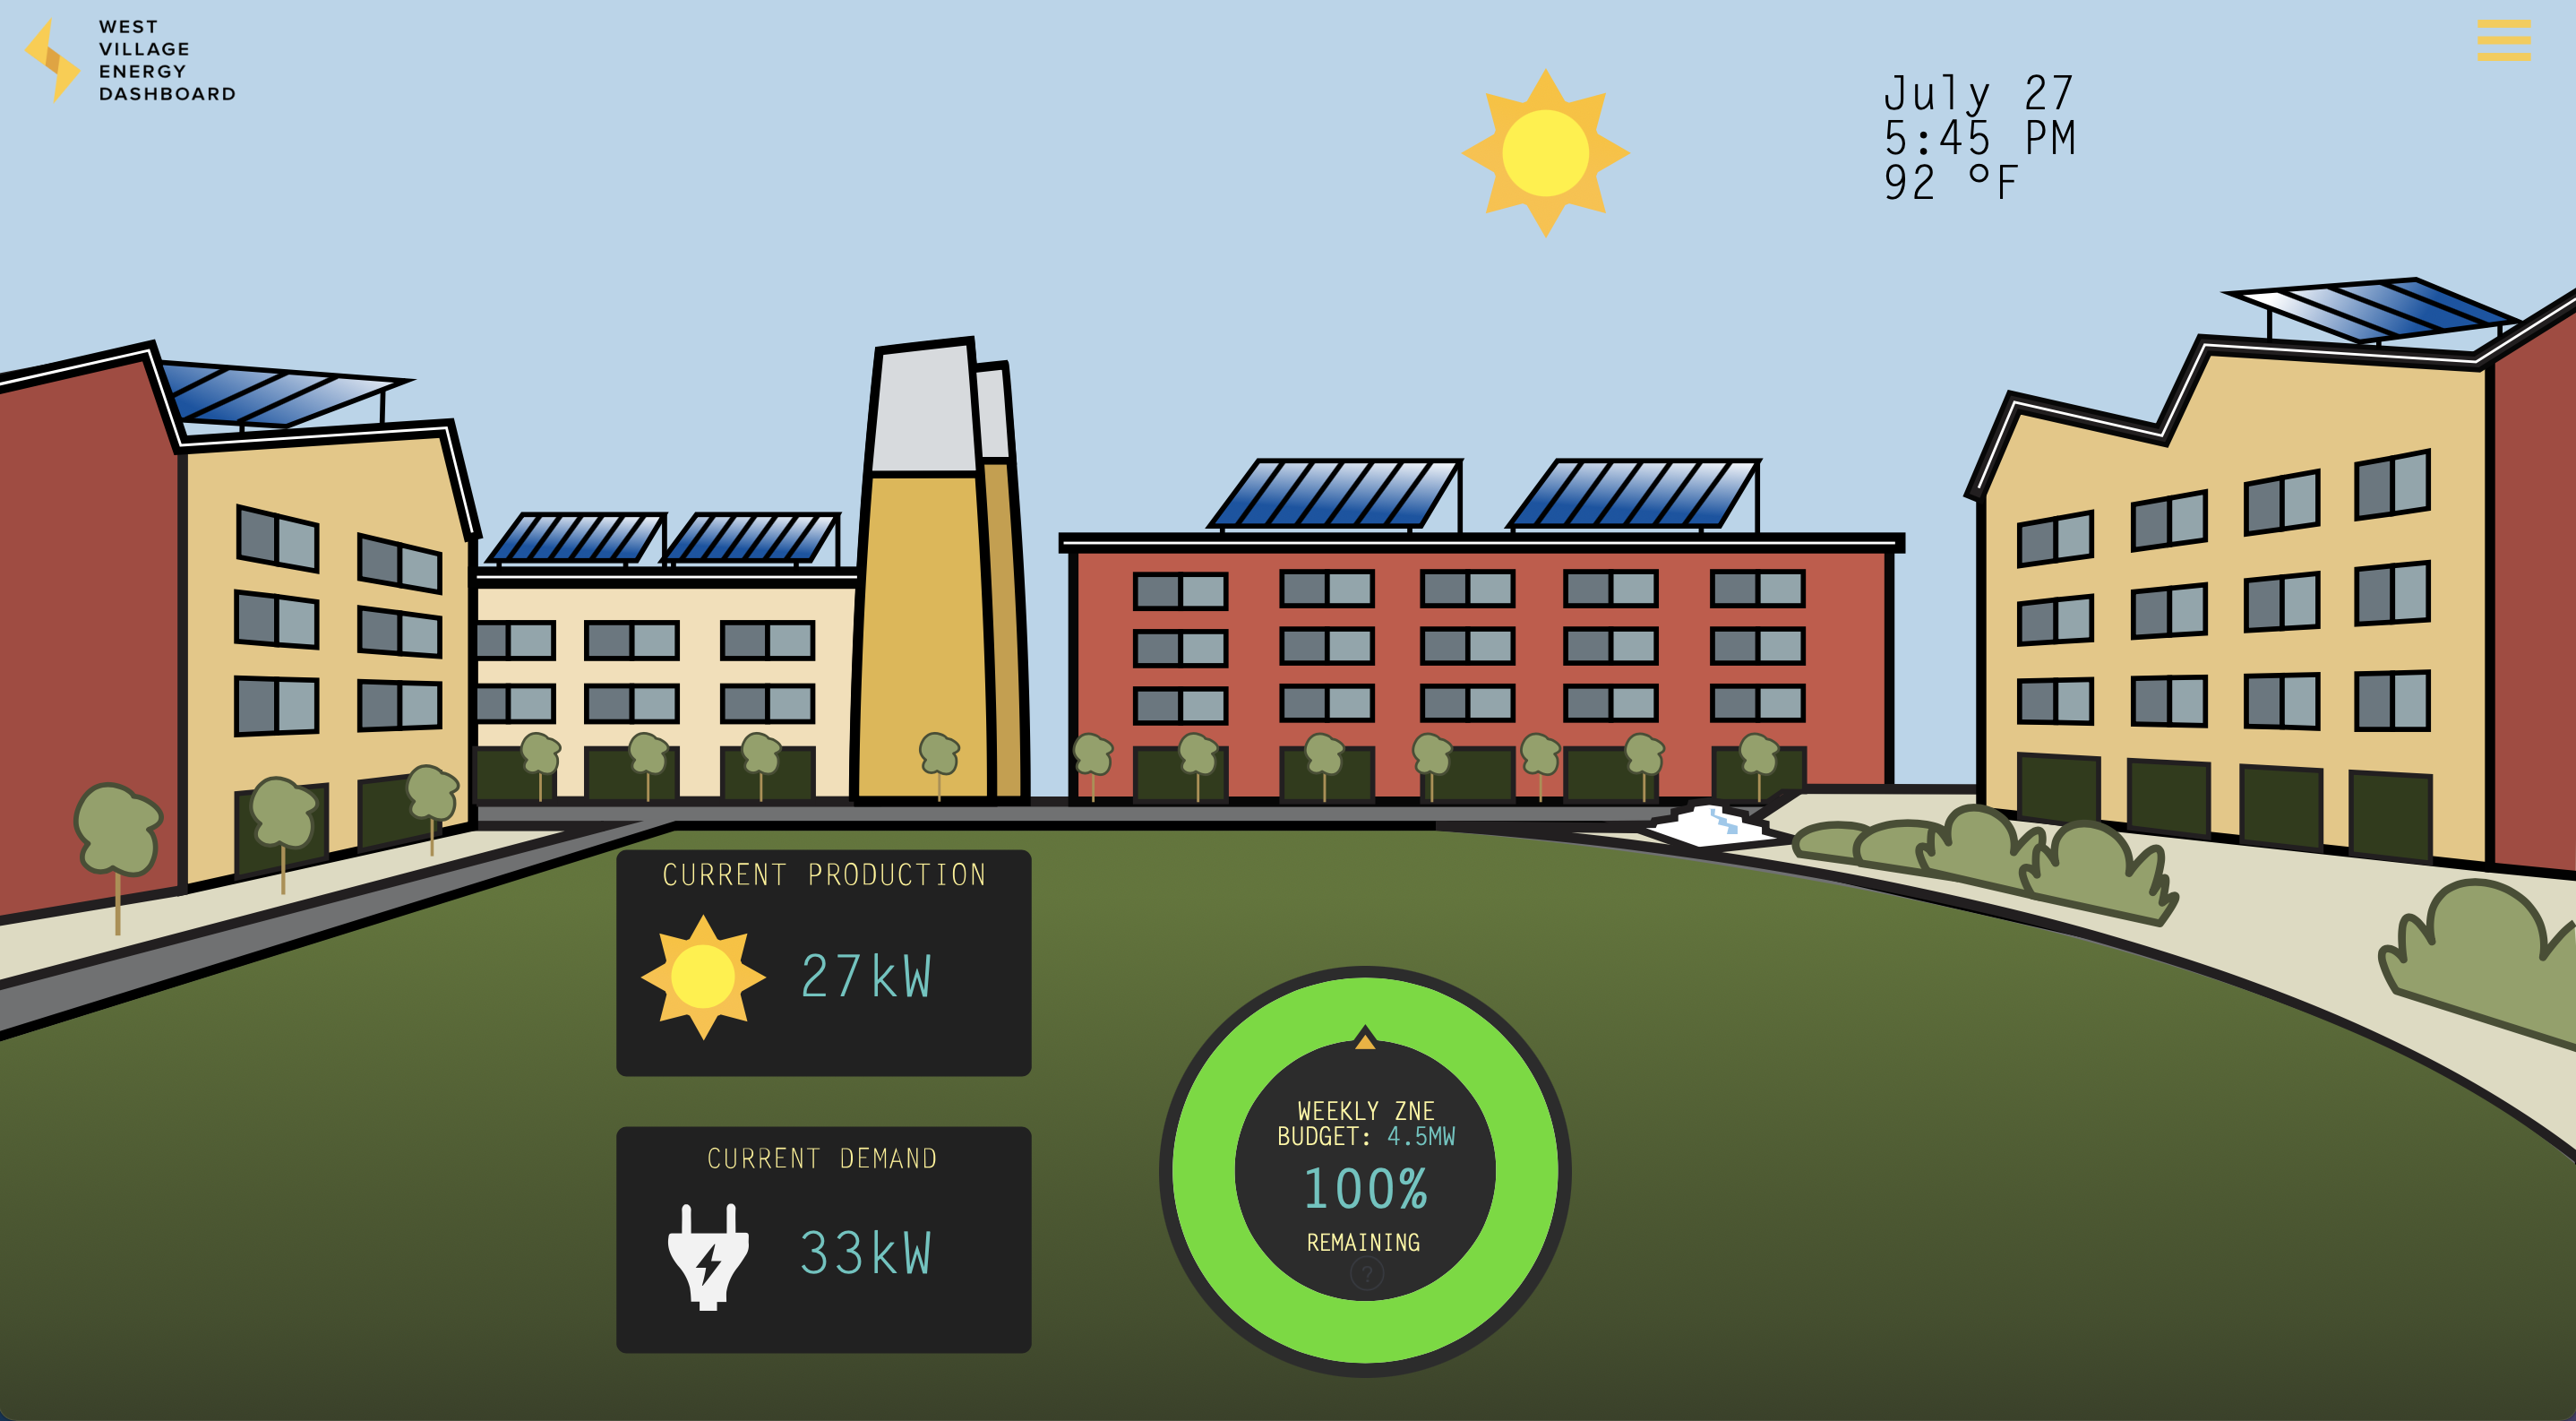 WEST
VILLAGE
ENERGY
DASHBOARD
July 27
5:45 PM
92 °F
CURRENT PRODUCTION
27kW
CURRENT DEMAND
33kW
WEEKLY ZNE
BUDGET: 4.5MW
100%
REMAINING
?